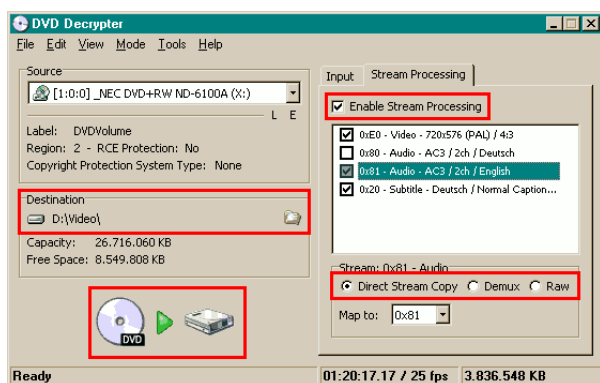 DVD Decrypter
File Edit View Mode Tools Help
Source
[1:0:0] _NEC DVD+RW ND-6100A (X:)
L E
Label: DVDVolume
Region: 2 - RCE Protection: No
Copyright Protection System Type: None
Destination
D:\Video\
Capacity: 26.716.060 KB
Free Space: 8.549.808 KB
DVD
Input Stream Processing
Enable Stream Processing
0xE0 - Video - 720x576 (PAL) / 4:3
0x80 - Audio - AC3 / 2ch / Deutsch
0x81 - Audio - AC3 / 2ch / English
0x20 - Subtitle - Deutsch / Normal Caption...
Stream: 0x81 - Audio
Direct Stream Copy Demux Raw
Map to: 0x81
Ready 01:20:17.17 / 25 fps 3.836.548 KB